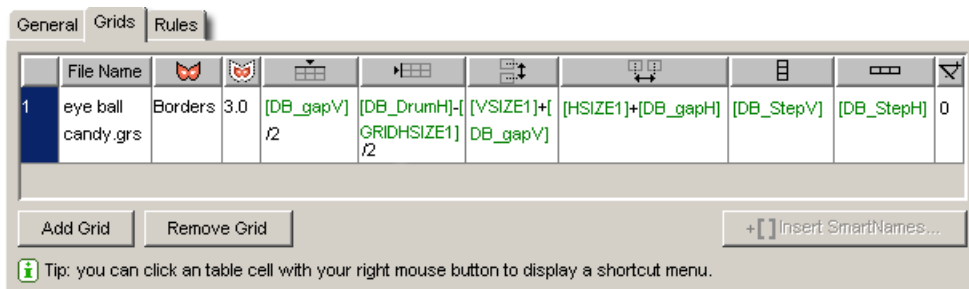 General Grids Rules
File Name
1 eye ball candy.grs Borders 3.0 [DB_gapV]/2 [DB_DrumH]-[GRIDHSIZE1]/2 [VSIZE1]+[DB_gapV] [HSIZE1]+[DB_gapH] [DB_StepV] [DB_StepH] 0
Add Grid Remove Grid +[] Insert SmartNames...
i Tip: you can click an table cell with your right mouse button to display a shortcut menu.